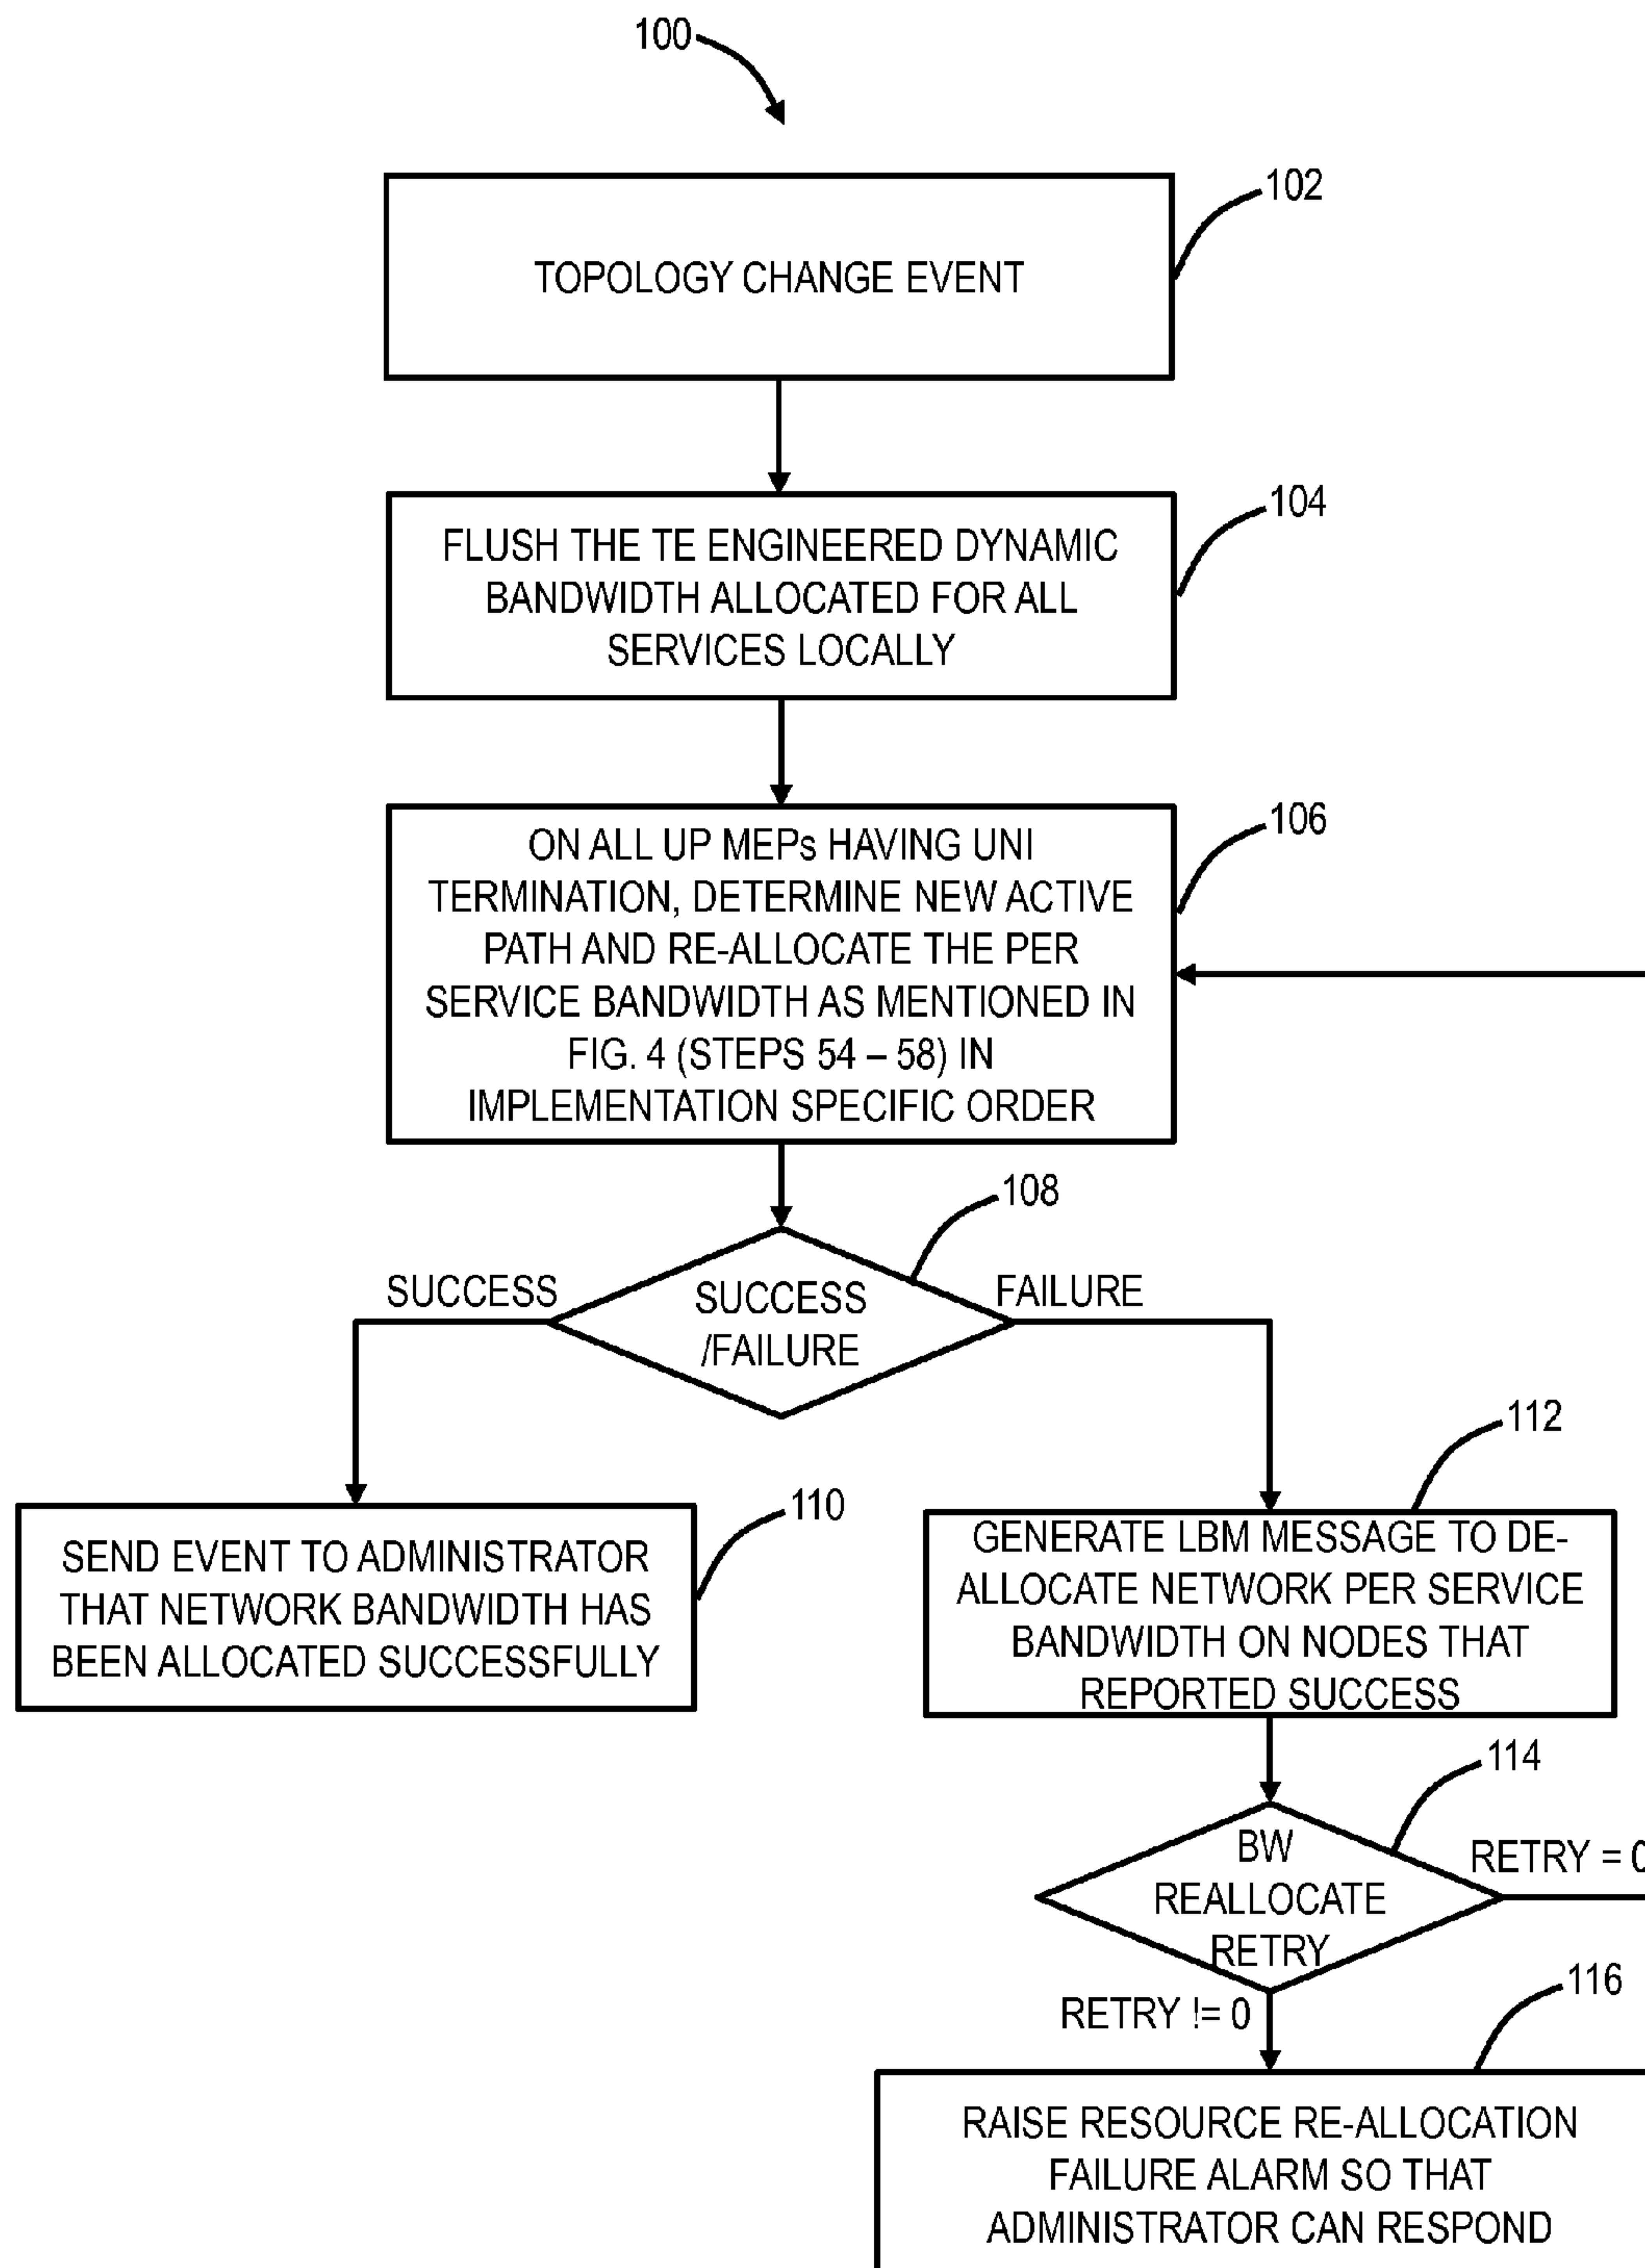 100
102
TOPOLOGY CHANGE EVENT
104
FLUSH THE TE ENGINEERED DYNAMIC
BANDWIDTH ALLOCATED FOR ALL
SERVICES LOCALLY
106
ON ALL UP MEPs HAVING UNI
TERMINATION, DETERMINE NEW ACTIVE
PATH AND RE-ALLOCATE THE PER
SERVICE BANDWIDTH AS MENTIONED IN
FIG. 4 (STEPS 54 – 58) IN
IMPLEMENTATION SPECIFIC ORDER
108
SUCCESS
FAILURE
SUCCESS
/FAILURE
110
SEND EVENT TO ADMINISTRATOR
THAT NETWORK BANDWIDTH HAS
BEEN ALLOCATED SUCCESSFULLY
112
GENERATE LBM MESSAGE TO DE-
ALLOCATE NETWORK PER SERVICE
BANDWIDTH ON NODES THAT
REPORTED SUCCESS
114
BW
REALLOCATE
RETRY
RETRY = 0
RETRY != 0
116
RAISE RESOURCE RE-ALLOCATION
FAILURE ALARM SO THAT
ADMINISTRATOR CAN RESPOND